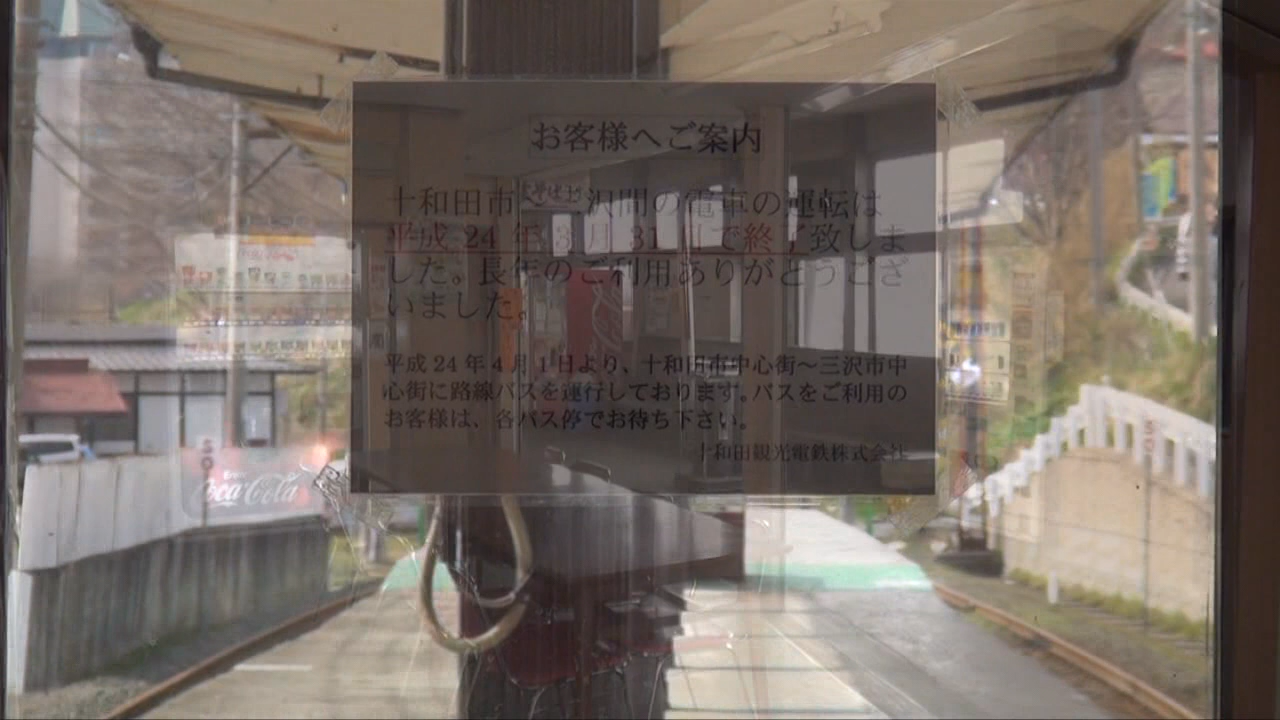 お客様へご案内
十和田市～三沢間の電車の運転は
平成 24 年 3 月 31 日で終了致しま
した。長年のご利用ありがとうござ
いました。
平成 24 年 4 月 1 日より、十和田市中心街～三沢市中
心街に路線バスを運行しております。バスをご利用の
お客様は、各バス停でお待ち下さい。
十和田観光電鉄株式会社
Coca-Cola